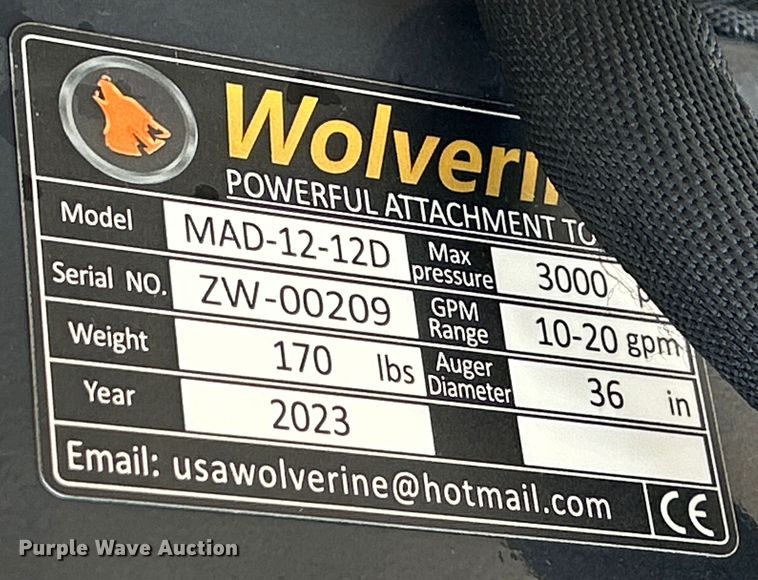 Wolverin
POWERFUL ATTACHMENT TO
Model MAD-12-12D Max pressure 3000 p
Serial NO. ZW-00209 GPM Range 10-20 gpm
Weight 170 lbs Auger Diameter 36 in
Year 2023
Email: usawolverine@hotmail.com CE
Purple Wave Auction